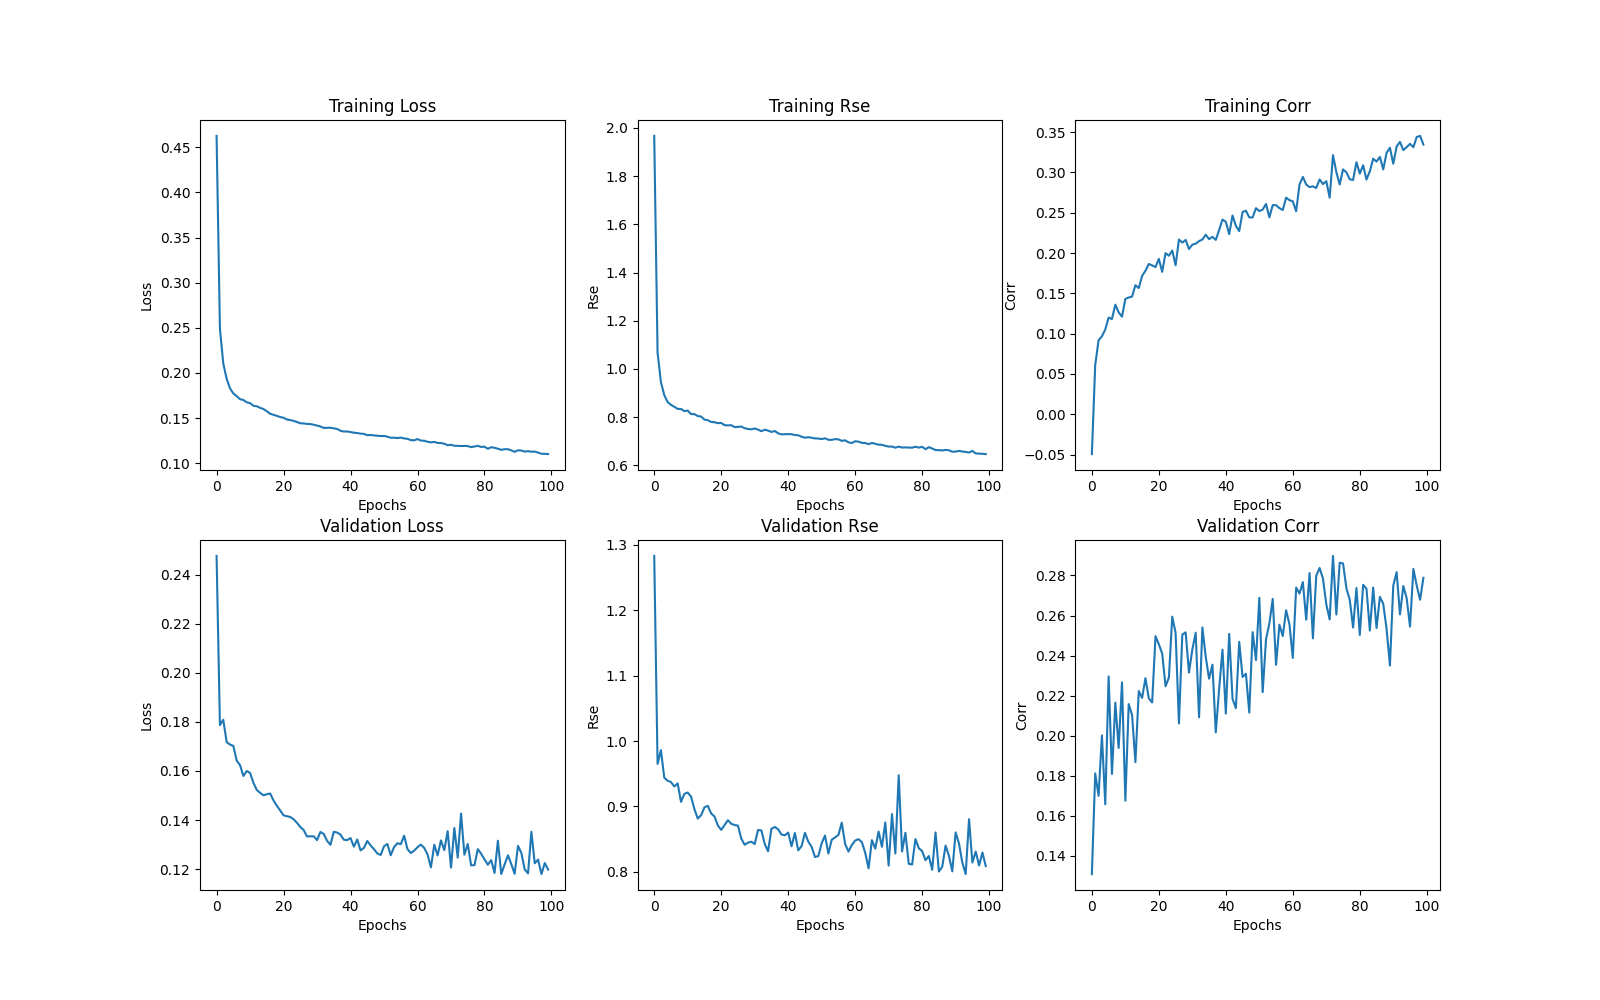 Training Loss
Training Rse
Training Corr
0.45
0.40
0.35
0.30
0.25
0.20
0.15
0.10
Loss
0 20 40 60 80 100
Epochs
2.0
1.8
1.6
1.4
1.2
1.0
0.8
0.6
Rse
0 20 40 60 80 100
Epochs
0.35
0.30
0.25
0.20
0.15
0.10
0.05
0.00
−0.05
Corr
0 20 40 60 80 100
Epochs
Validation Loss
Validation Rse
Validation Corr
0.24
0.22
0.20
0.18
0.16
0.14
0.12
Loss
0 20 40 60 80 100
Epochs
1.3
1.2
1.1
1.0
0.9
0.8
Rse
0 20 40 60 80 100
Epochs
0.28
0.26
0.24
0.22
0.20
0.18
0.16
0.14
Corr
0 20 40 60 80 100
Epochs